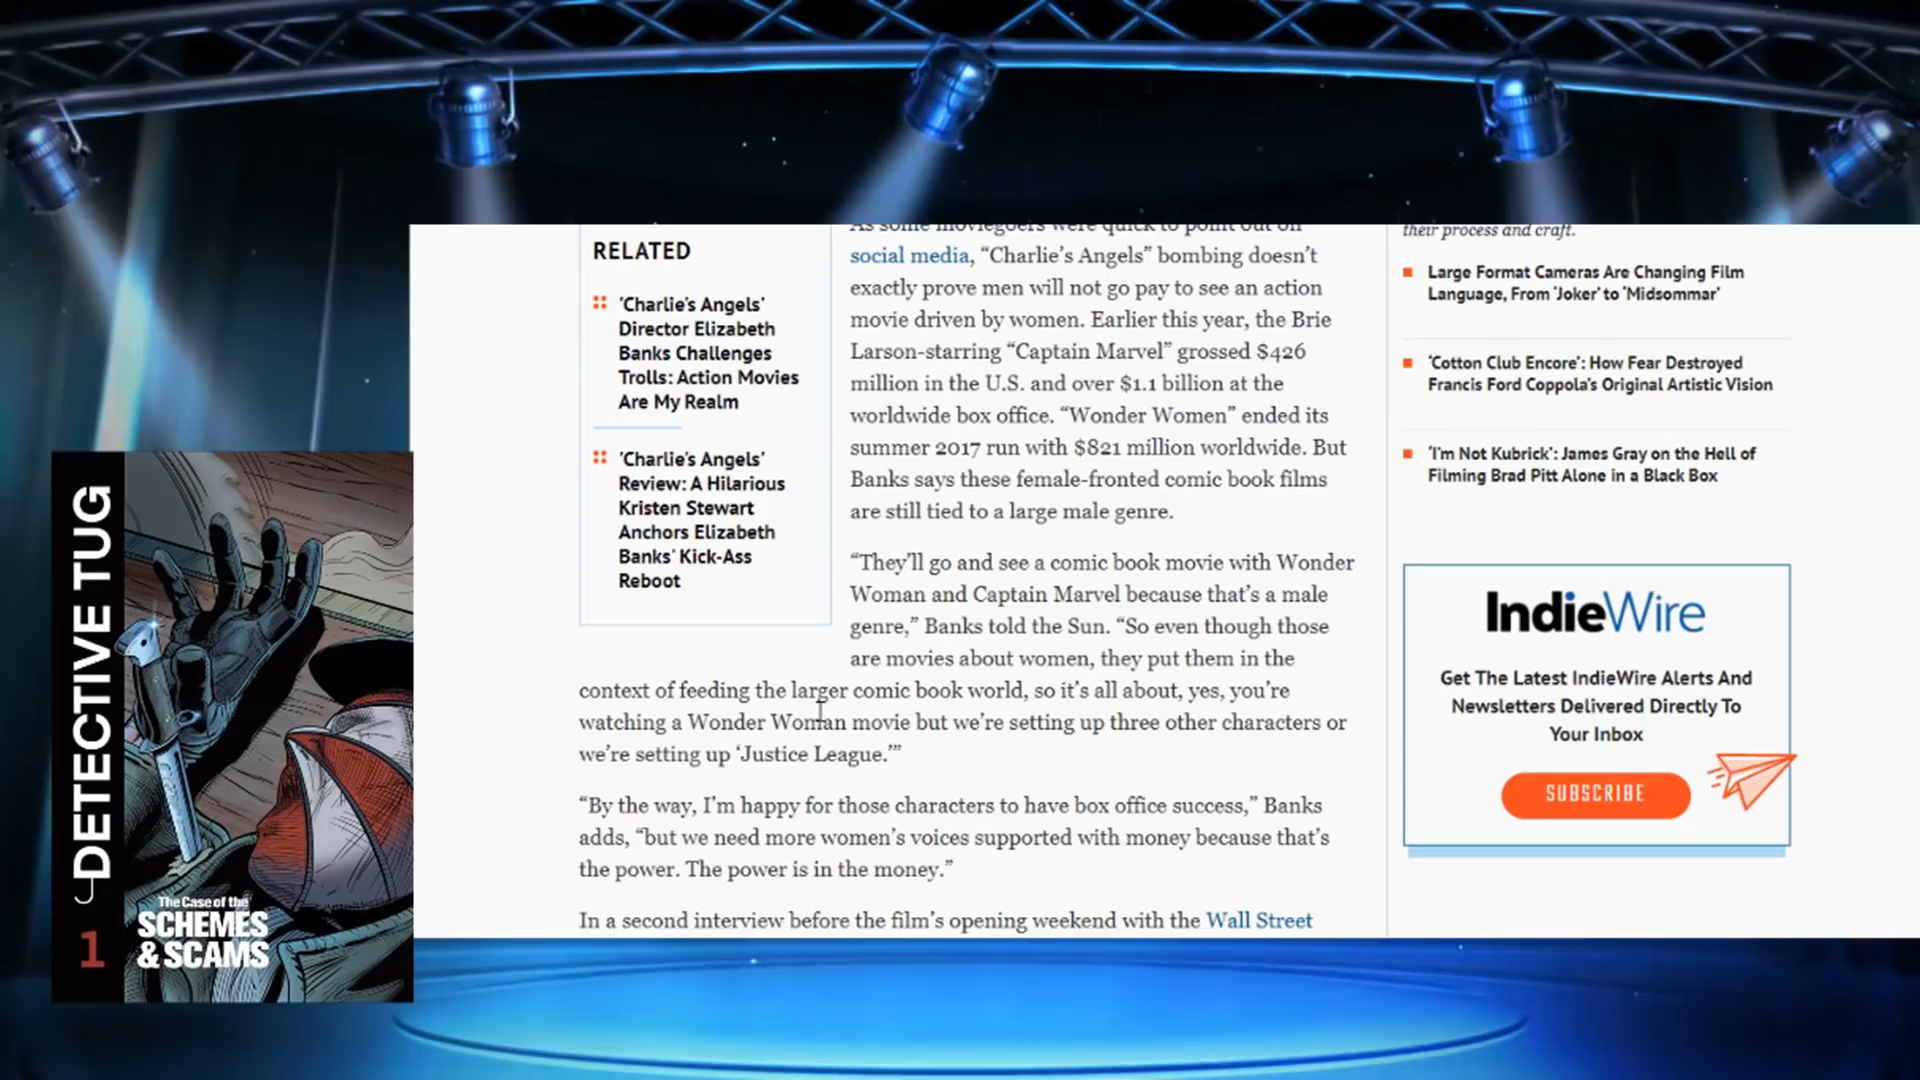 RELATED
'Charlie's Angels'
Director Elizabeth
Banks Challenges
Trolls: Action Movies
Are My Realm
'Charlie's Angels'
Review: A Hilarious
Kristen Stewart
Anchors Elizabeth
Banks' Kick-Ass
Reboot
As some moviegoers were quick to point out on
social media, “Charlie’s Angels” bombing doesn’t
exactly prove men will not go pay to see an action
movie driven by women. Earlier this year, the Brie
Larson-starring “Captain Marvel” grossed $426
million in the U.S. and over $1.1 billion at the
worldwide box office. “Wonder Women” ended its
summer 2017 run with $821 million worldwide. But
Banks says these female-fronted comic book films
are still tied to a large male genre.
“They’ll go and see a comic book movie with Wonder
Woman and Captain Marvel because that’s a male
genre,” Banks told the Sun. “So even though those
are movies about women, they put them in the
context of feeding the larger comic book world, so it’s all about, yes, you’re
watching a Wonder Woman movie but we’re setting up three other characters or
we’re setting up ‘Justice League.’”
“By the way, I’m happy for those characters to have box office success,” Banks
adds, “but we need more women’s voices supported with money because that’s
the power. The power is in the money.”
In a second interview before the film’s opening weekend with the Wall Street
their process and craft.
Large Format Cameras Are Changing Film
Language, From 'Joker' to 'Midsommar'
'Cotton Club Encore': How Fear Destroyed
Francis Ford Coppola's Original Artistic Vision
'I'm Not Kubrick': James Gray on the Hell of
Filming Brad Pitt Alone in a Black Box
IndieWire
Get The Latest IndieWire Alerts And
Newsletters Delivered Directly To
Your Inbox
SUBSCRIBE
DETECTIVE TUG
1
The Case of the
SCHEMES
& SCAMS